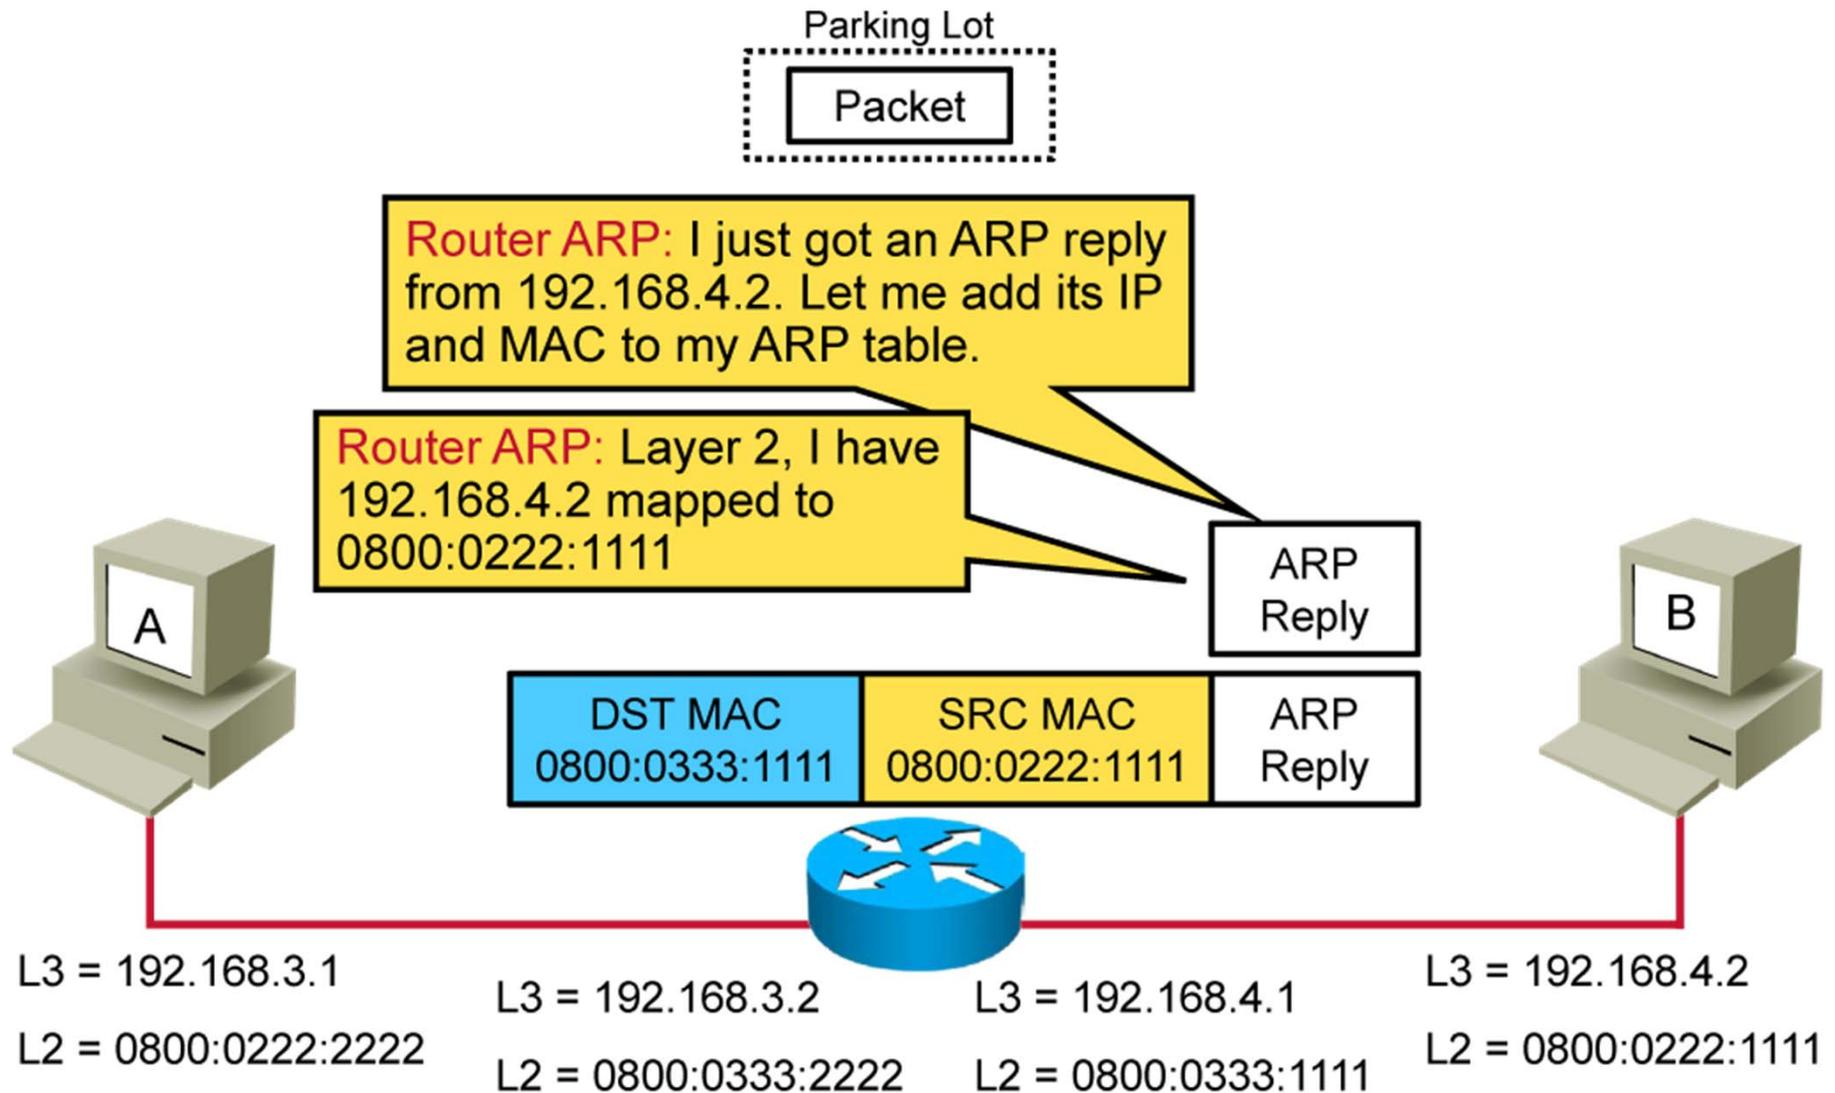 Parking Lot
Packet
Router ARP: I just got an ARP reply
from 192.168.4.2. Let me add its IP
and MAC to my ARP table.
Router ARP: Layer 2, I have
192.168.4.2 mapped to
0800:0222:1111
ARP
Reply
A
B
DST MAC
0800:0333:1111
SRC MAC
0800:0222:1111
ARP
Reply
L3 = 192.168.3.1
L2 = 0800:0222:2222
L3 = 192.168.3.2
L2 = 0800:0333:2222
L3 = 192.168.4.1
L2 = 0800:0333:1111
L3 = 192.168.4.2
L2 = 0800:0222:1111